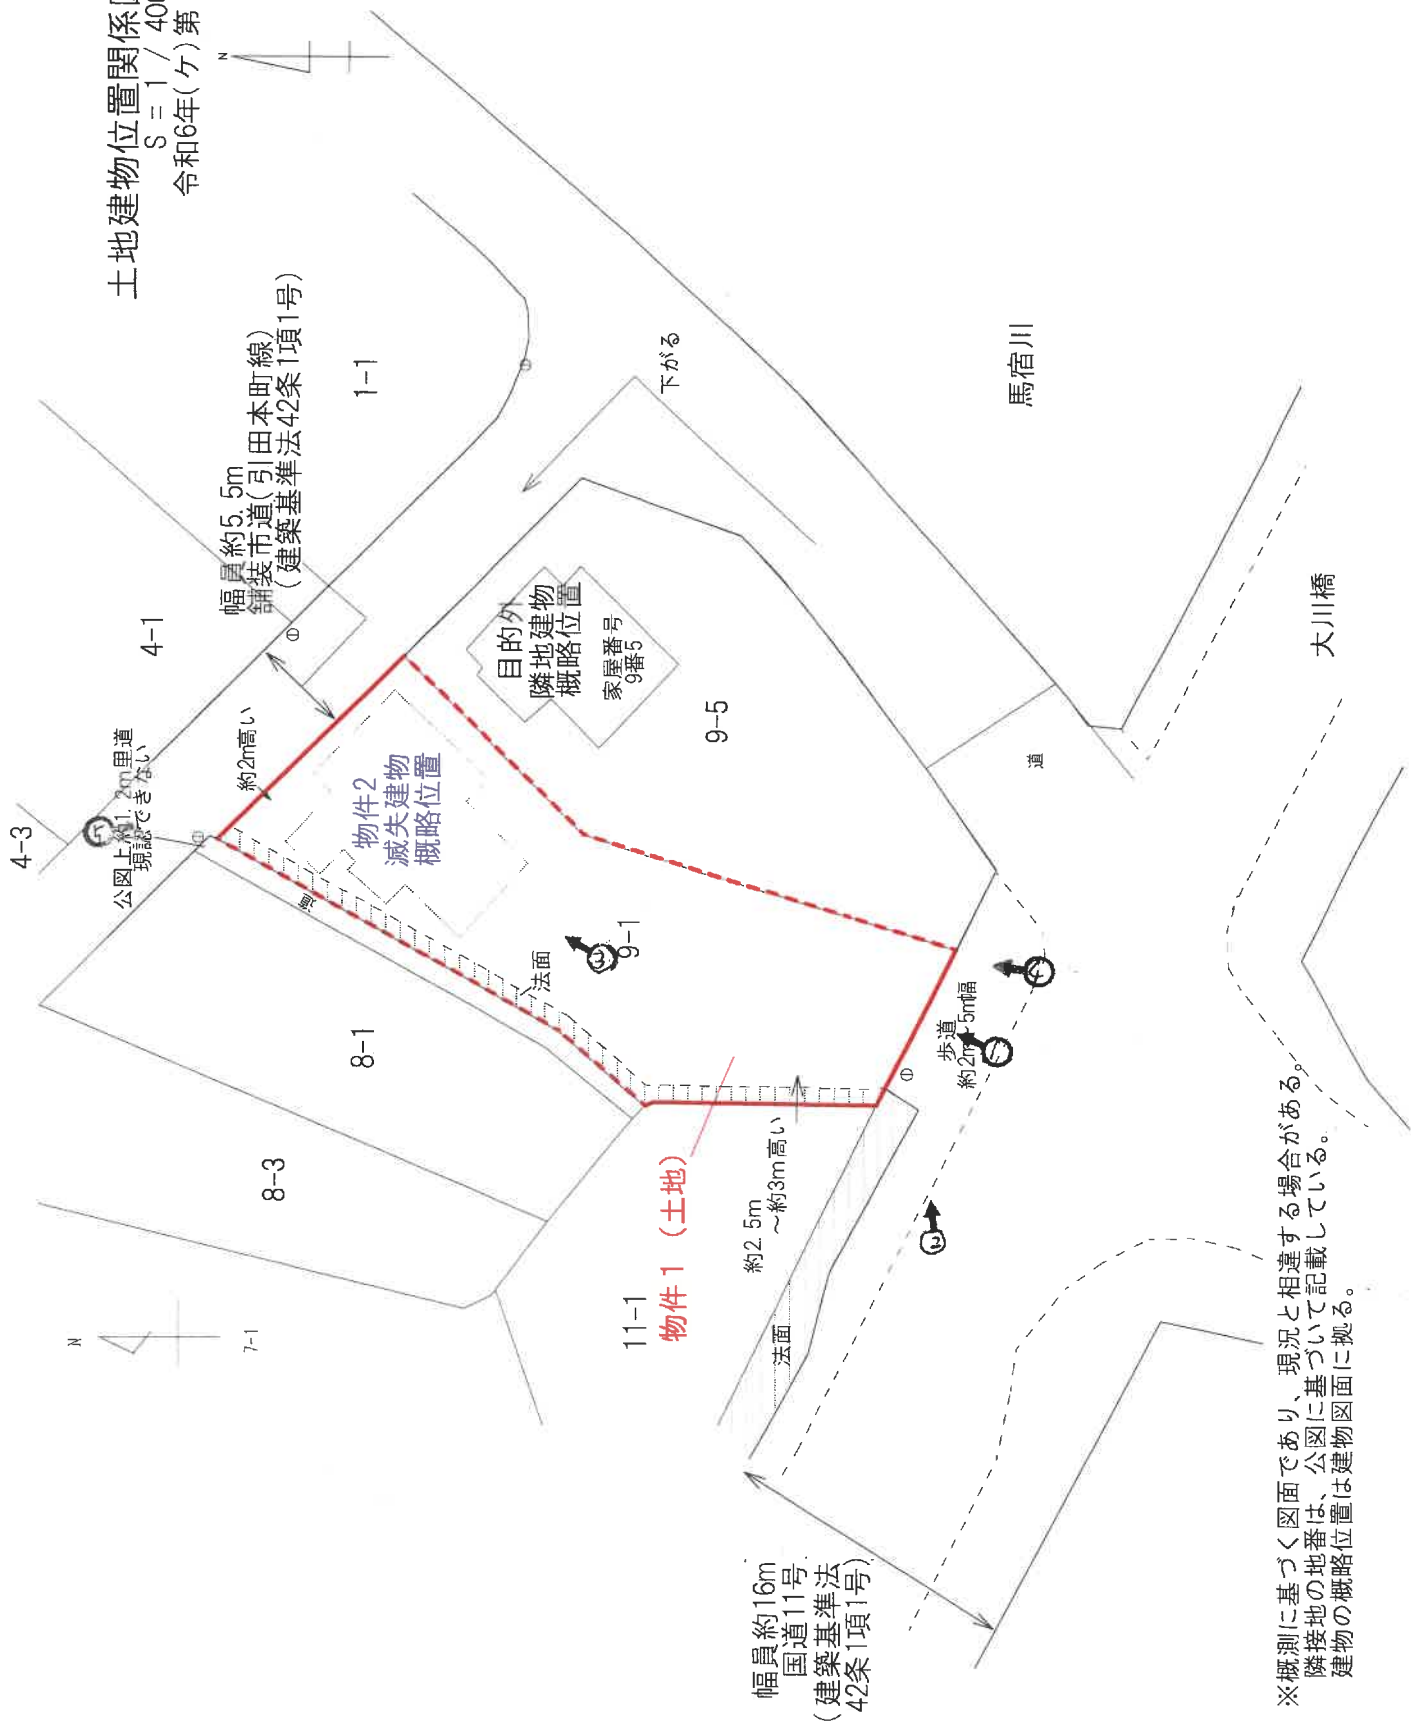 土地建物位置関係
S = 1 / 400
令和6年(ケ)第
N
幅員約5.5m
舗装市道(引田本町線)
(建築基準法42条1項1号)
1-1
4-1
4-3
公図上約1.2m里道
現認できない
5
約2m高い
下がる
馬宿川
大川橋
目的外
隣地建物
概略位置
家屋番号
9番5
9-5
物件2
滅失建物
概略位置
道
道
法面
3
9-1
8-1
8-3
歩道
約2m~5m幅
1
4
2
約2.5m
~約3m高い
11-1
物件1 (土地)
法面
N
7-1
幅員約16m
国道11号
(建築基準法
42条1項1号)
※概測に基づく図面であり、現況と相違する場合がある。
隣接地の地番は、公図に基づいて記載している。
建物の概略位置は建物図面に拠る。